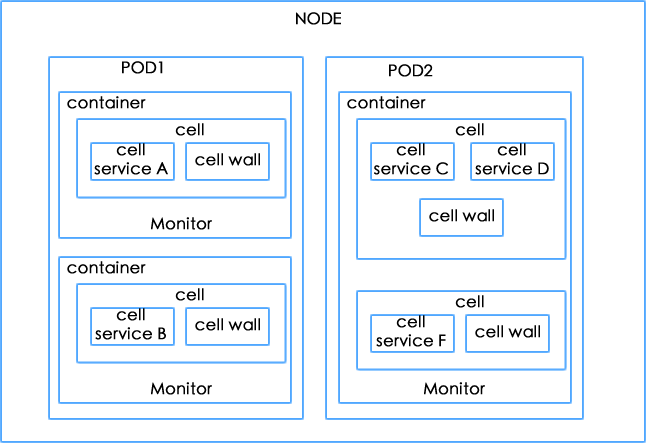 NODE
POD1
container
cell
cell
service A
cell wall
Monitor
container
cell
cell
service B
cell wall
Monitor
POD2
container
cell
cell
service C
cell
service D
cell wall
cell
cell
service F
cell wall
Monitor